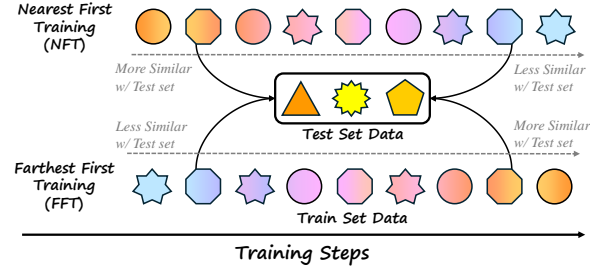 Nearest First
Training
(NFT)
More Similar
w/ Test set
Less Similar
w/ Test set
Test Set Data
Less Similar
w/ Test set
More Similar
w/ Test set
Farthest First
Training
(FFT)
Train Set Data
Training Steps